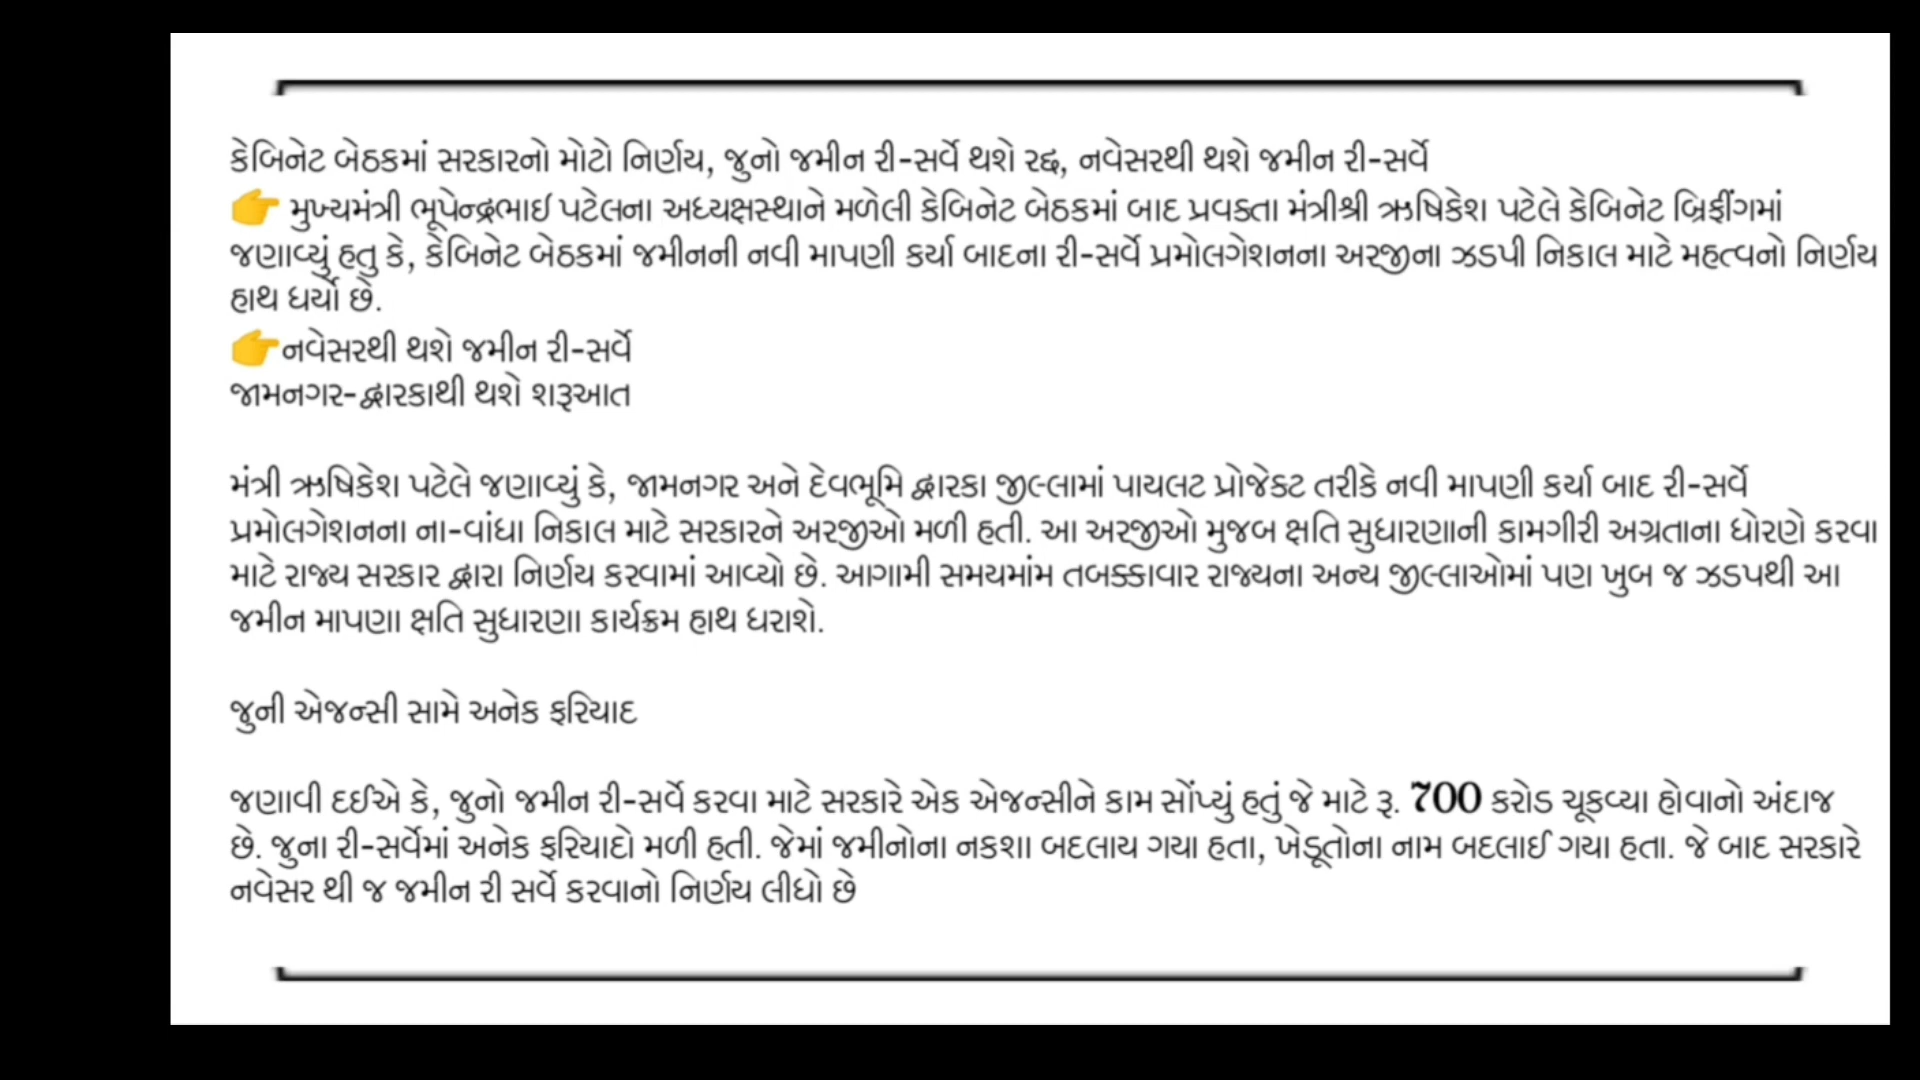 કેબિનેટ બેઠકમાં સરકારનો મોટો નિર્ણય, જુનો જમીન રી-સર્વે થશે રદ્દ, નવેસરથી થશે જમીન રી-સર્વે
👉 મુખ્યમંત્રી ભૂપેન્દ્રભાઈ પટેલના અધ્યક્ષસ્થાને મળેલી કેબિનેટ બેઠકમાં બાદ પ્રવક્તા મંત્રીશ્રી ઋષિકેશ પટેલે કેબિનેટ બ્રિફીંગમાં
જણાવ્યું હતુ કે, કેબિનેટ બેઠકમાં જમીનની નવી માપણી કર્યા બાદના રી-સર્વે પ્રમોલગેશનના અરજીના ઝડપી નિકાલ માટે મહત્વનો નિર્ણય
હાથ ધર્યો છે.
👉નવેસરથી થશે જમીન રી-સર્વે
જામનગર-દ્વારકાથી થશે શરૂઆત
મંત્રી ઋષિકેશ પટેલે જણાવ્યું કે, જામનગર અને દેવભૂમિ દ્વારકા જીલ્લામાં પાયલટ પ્રોજેક્ટ તરીકે નવી માપણી કર્યા બાદ રી-સર્વે
પ્રમોલગેશનના ના-વાંધા નિકાલ માટે સરકારને અરજીઓ મળી હતી. આ અરજીઓ મુજબ ક્ષતિ સુધારણાની કામગીરી અગ્રતાના ધોરણે કરવા
માટે રાજ્ય સરકાર દ્વારા નિર્ણય કરવામાં આવ્યો છે. આગામી સમયમાંમ તબક્કાવાર રાજ્યના અન્ય જીલ્લાઓમાં પણ ખુબ જ ઝડપથી આ
જમીન માપણા ક્ષતિ સુધારણા કાર્યક્રમ હાથ ધરાશે.
જુની એજન્સી સામે અનેક ફરિયાદ
જણાવી દઈએ કે, જુનો જમીન રી-સર્વે કરવા માટે સરકારે એક એજન્સીને કામ સોંપ્યું હતું જે માટે રૂ. 700 કરોડ ચૂકવ્યા હોવાનો અંદાજ
છે. જુના રી-સર્વેમાં અનેક ફરિયાદો મળી હતી. જેમાં જમીનોના નકશા બદલાય ગયા હતા, ખેડૂતોના નામ બદલાઈ ગયા હતા. જે બાદ સરકારે
નવેસર થી જ જમીન રી સર્વે કરવાનો નિર્ણય લીધો છે